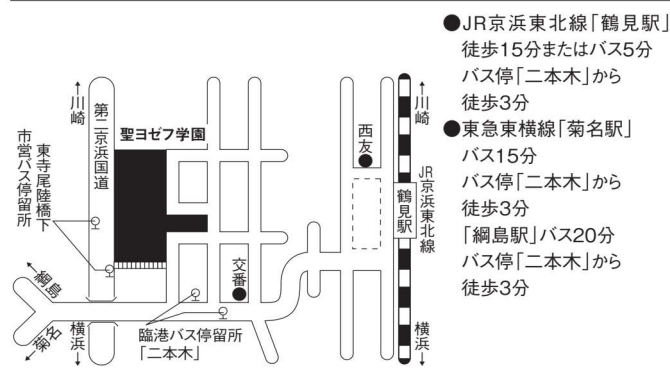 ●JR京浜東北線「鶴見駅」
徒歩15分またはバス5分
バス停「二本木」から
徒歩3分
●東急東横線「菊名駅」
バス15分
バス停「二本木」から
徒歩3分
「綱島駅」バス20分
バス停「二本木」から
徒歩3分
川崎
第二京浜国道
聖ヨゼフ学園
東寺尾陸橋下
市営バス停留所
西友
川崎
JR京浜東北線
鶴見駅
交番
綱島
菊名
横浜
臨港バス停留所
「二本木」
横浜